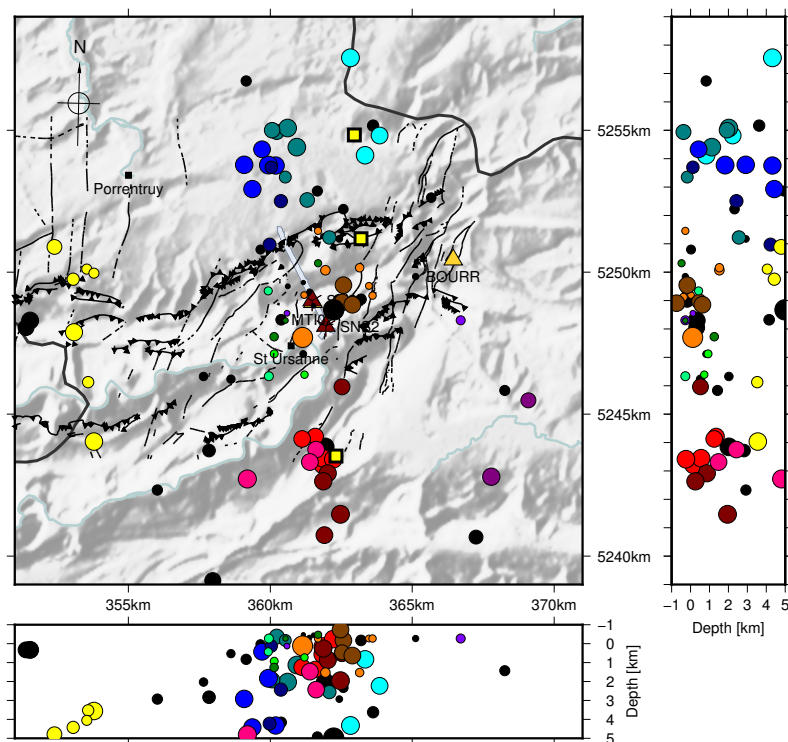 N
Porrentruy
BOURR
MTI
SNS2
St Ursanne
5255km
5250km
5245km
5240km
355km
360km
365km
370km
−1 0 1 2 3 4 5
Depth [km]
−1
0
1
2
3
4
5
Depth [km]